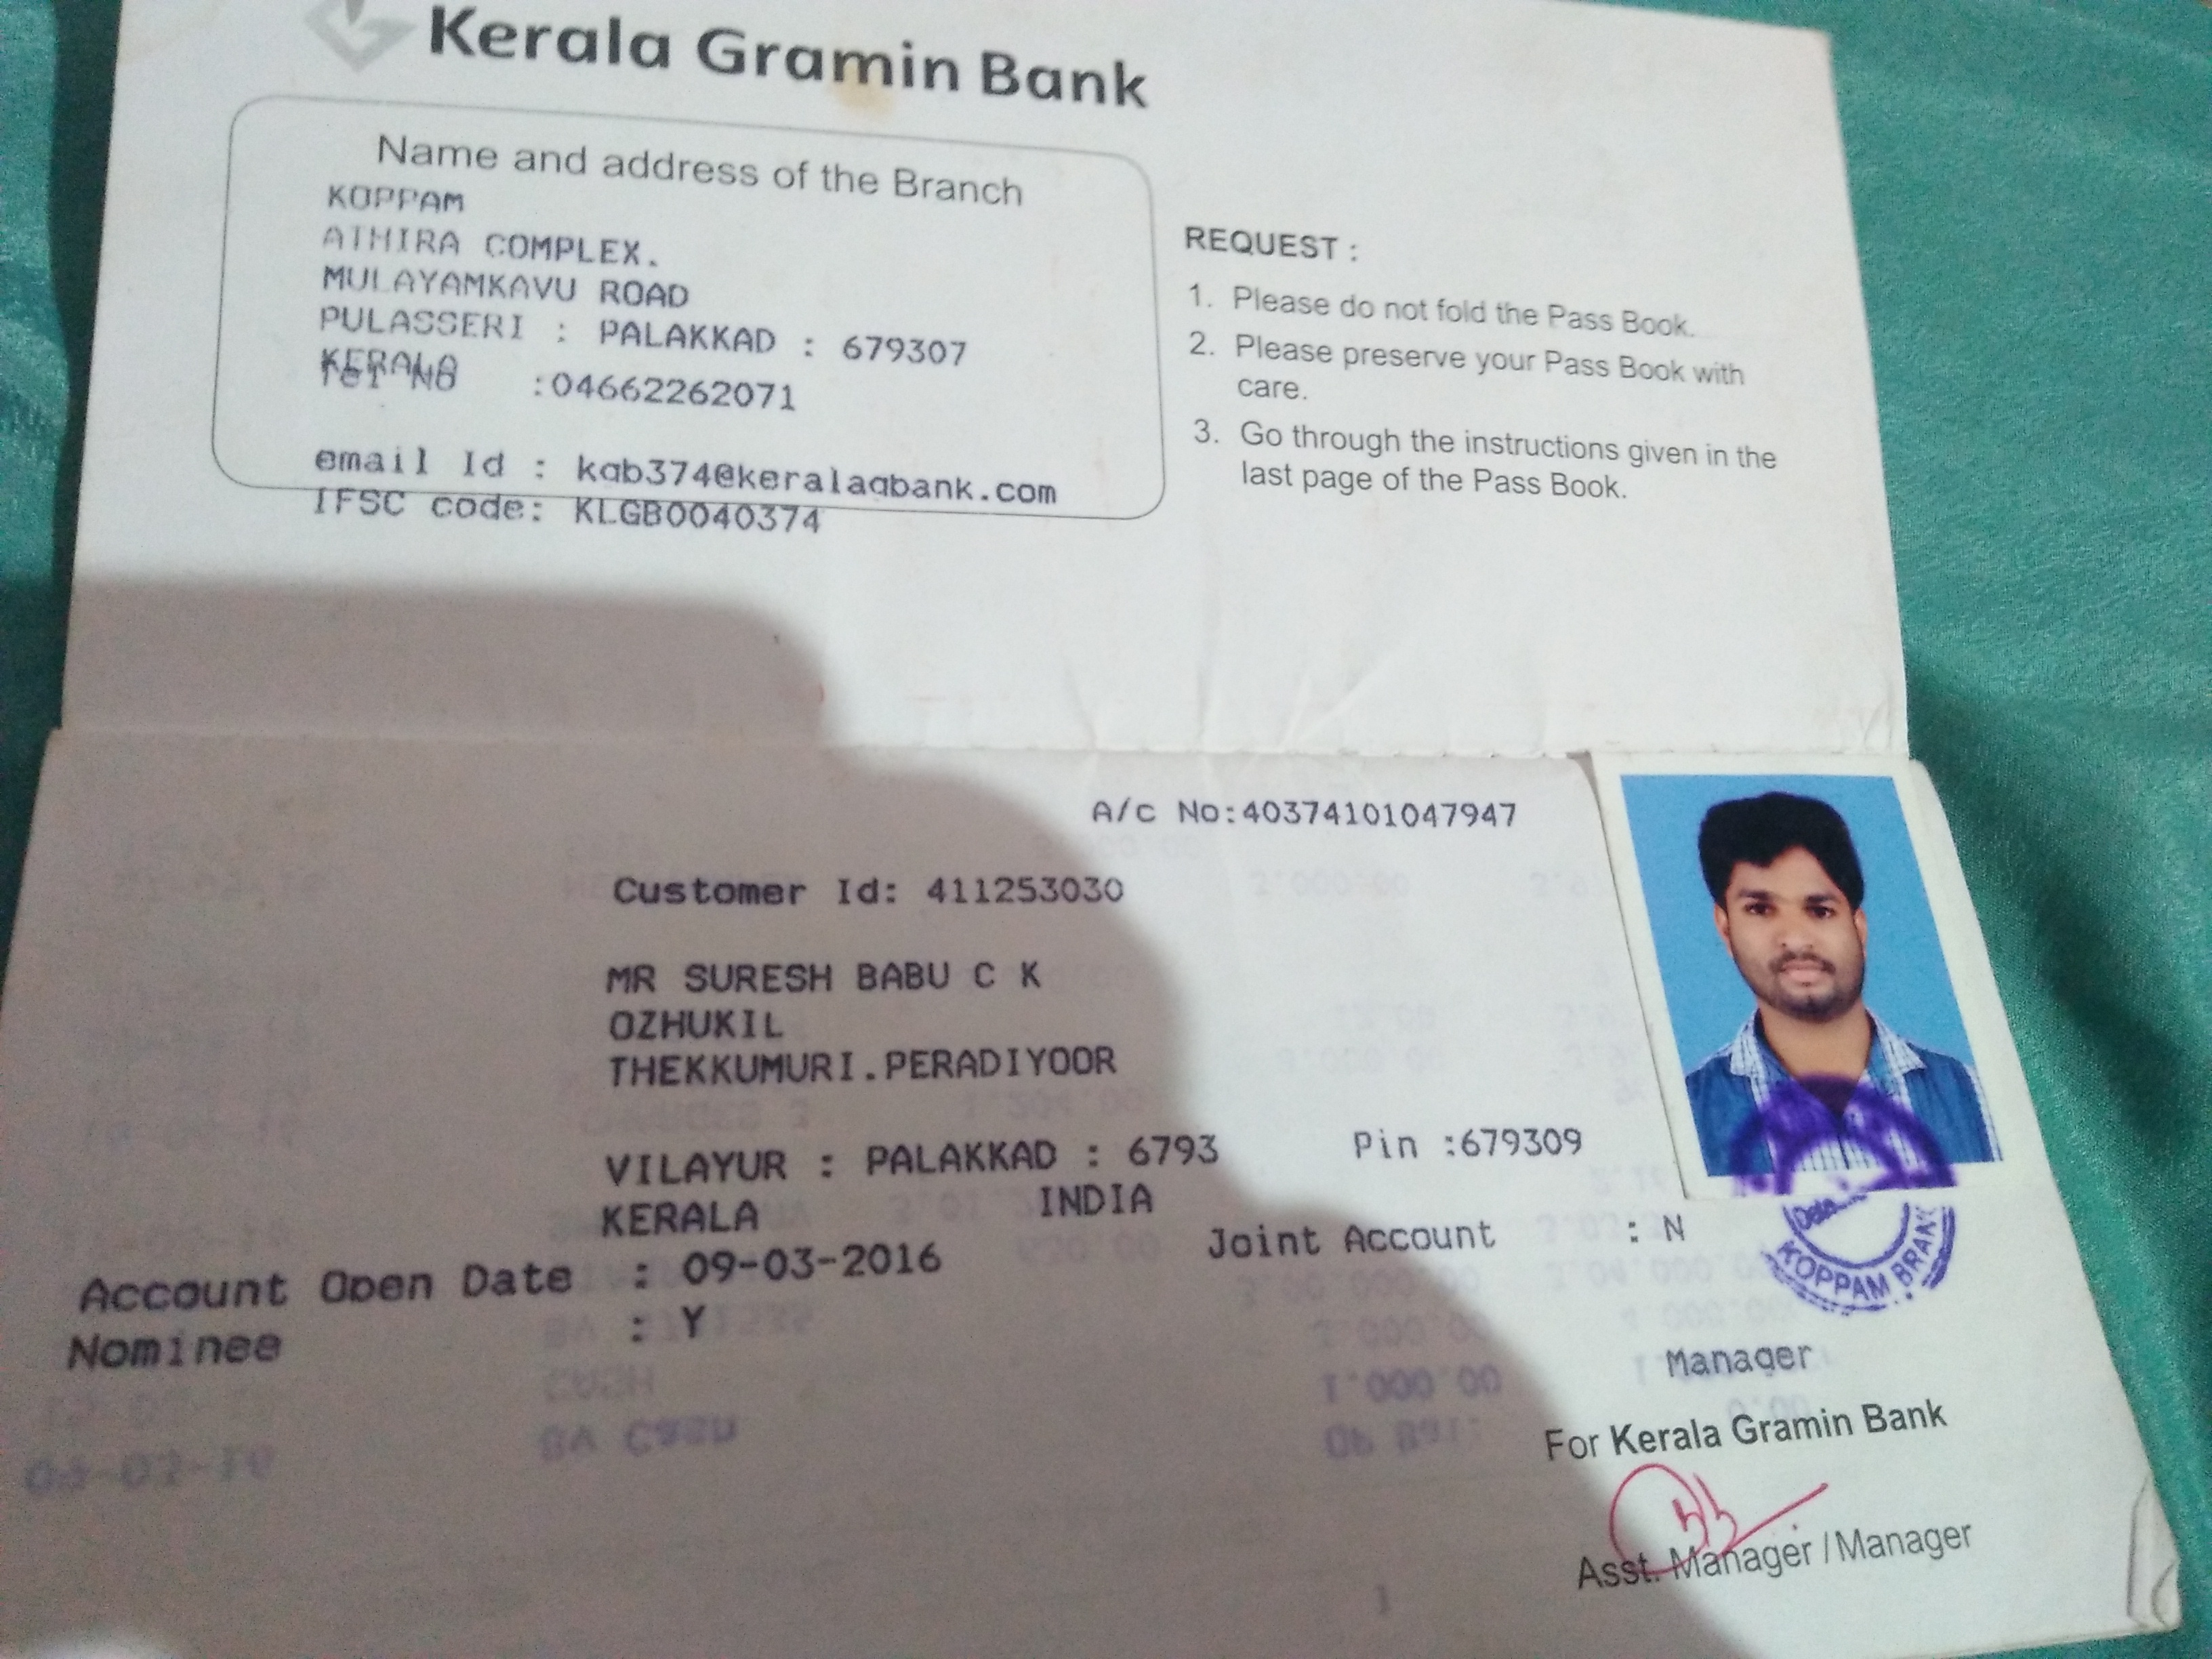 Kerala Gramin Bank
Name and address of the Branch
KOPPAM
ATHIRA COMPLEX.
MULAYAMKAVU ROAD
PULASSERI : PALAKKAD : 679307
KERALA
Tel No :04662262071
email Id : kgb374@keralagbank.com
IFSC code: KLGB0040374
REQUEST :
1. Please do not fold the Pass Book.
2. Please preserve your Pass Book with
care.
3. Go through the instructions given in the
last page of the Pass Book.
A/c No:40374101047947
Customer Id: 411253030
MR SURESH BABU C K
OZHUKIL
THEKKUMURI.PERADIYOOR
VILAYUR : PALAKKAD : 6793 Pin :679309
KERALA INDIA
Joint Account : N
Account Open Date : 09-03-2016
Nominee : Y
Date
KOPPAM BRAN
Manager
For Kerala Gramin Bank
Asst. Manager / Manager
1